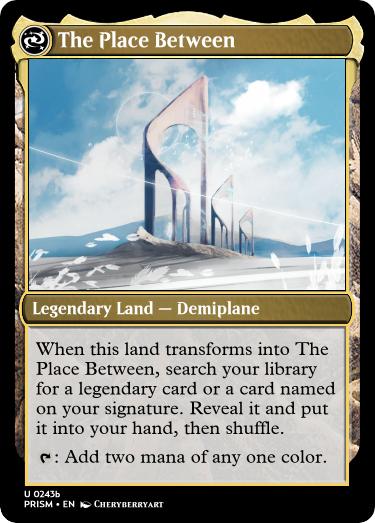 The Place Between
Legendary Land — Demiplane
When this land transforms into The
Place Between, search your library
for a legendary card or a card named
on your signature. Reveal it and put
it into your hand, then shuffle.
: Add two mana of any one color.
U 0243b
PRISM • EN Cheryberryart